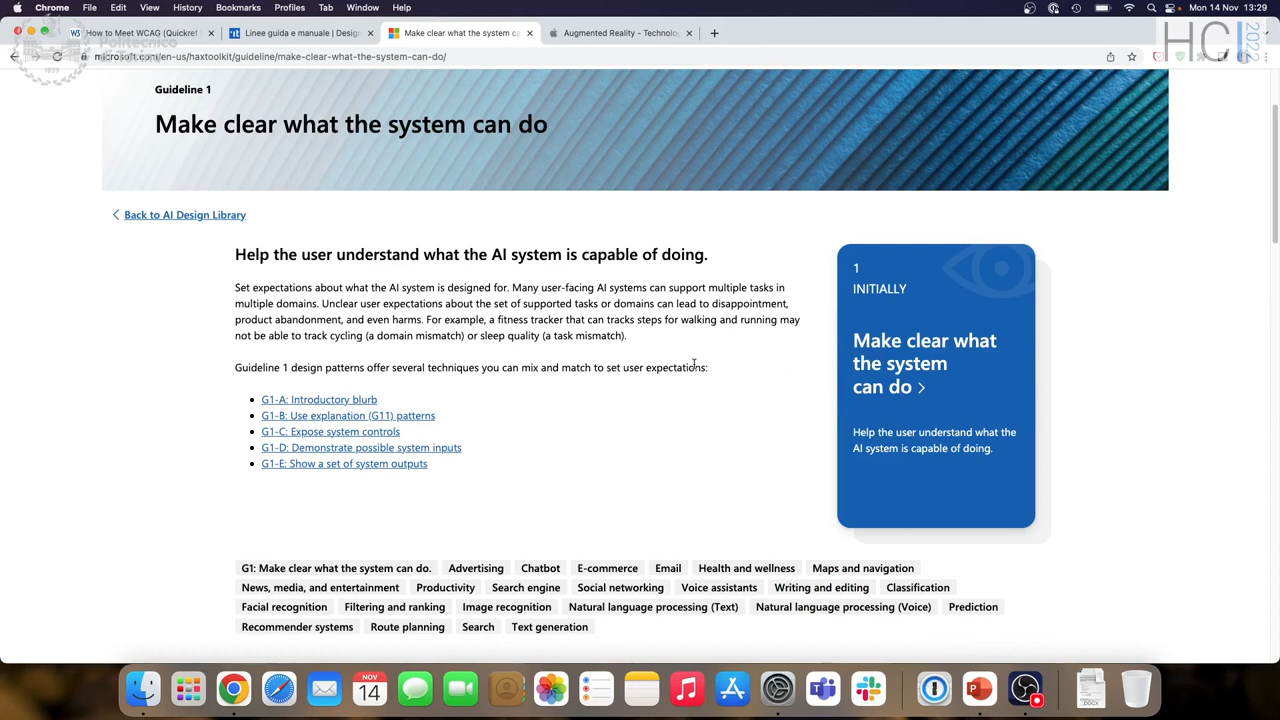 Chrome File Edit View History Bookmarks Profiles Tab Window Help Mon 14 Nov 13:29
How to Meet WCAG (Quickref Linee guida e manuale | Desig Make clear what the system ca Augmented Reality - Technolog
Politecnico
1859
HCI 2022
microsoft.com/en-us/haxtoolkit/guideline/make-clear-what-the-system-can-do/
Guideline 1
Make clear what the system can do
Back to AI Design Library
Help the user understand what the AI system is capable of doing.
Set expectations about what the AI system is designed for. Many user-facing AI systems can support multiple tasks in
multiple domains. Unclear user expectations about the set of supported tasks or domains can lead to disappointment,
product abandonment, and even harms. For example, a fitness tracker that can tracks steps for walking and running may
not be able to track cycling (a domain mismatch) or sleep quality (a task mismatch).
Guideline 1 design patterns offer several techniques you can mix and match to set user expectations:
G1-A: Introductory blurb
G1-B: Use explanation (G11) patterns
G1-C: Expose system controls
G1-D: Demonstrate possible system inputs
G1-E: Show a set of system outputs
1
INITIALLY
Make clear what
the system
can do >
Help the user understand what the
AI system is capable of doing.
G1: Make clear what the system can do. Advertising Chatbot E-commerce Email Health and wellness Maps and navigation
News, media, and entertainment Productivity Search engine Social networking Voice assistants Writing and editing Classification
Facial recognition Filtering and ranking Image recognition Natural language processing (Text) Natural language processing (Voice) Prediction
Recommender systems Route planning Search Text generation
NOV
14
.DOCX